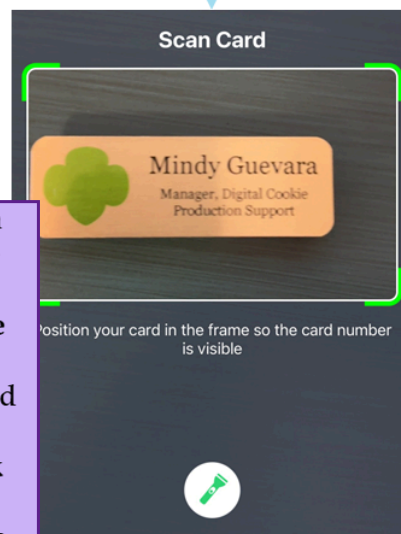 Scan Card
Mindy Guevara
Manager, Digital Cookie
Production Support
Position your card in the frame so the card number
is visible